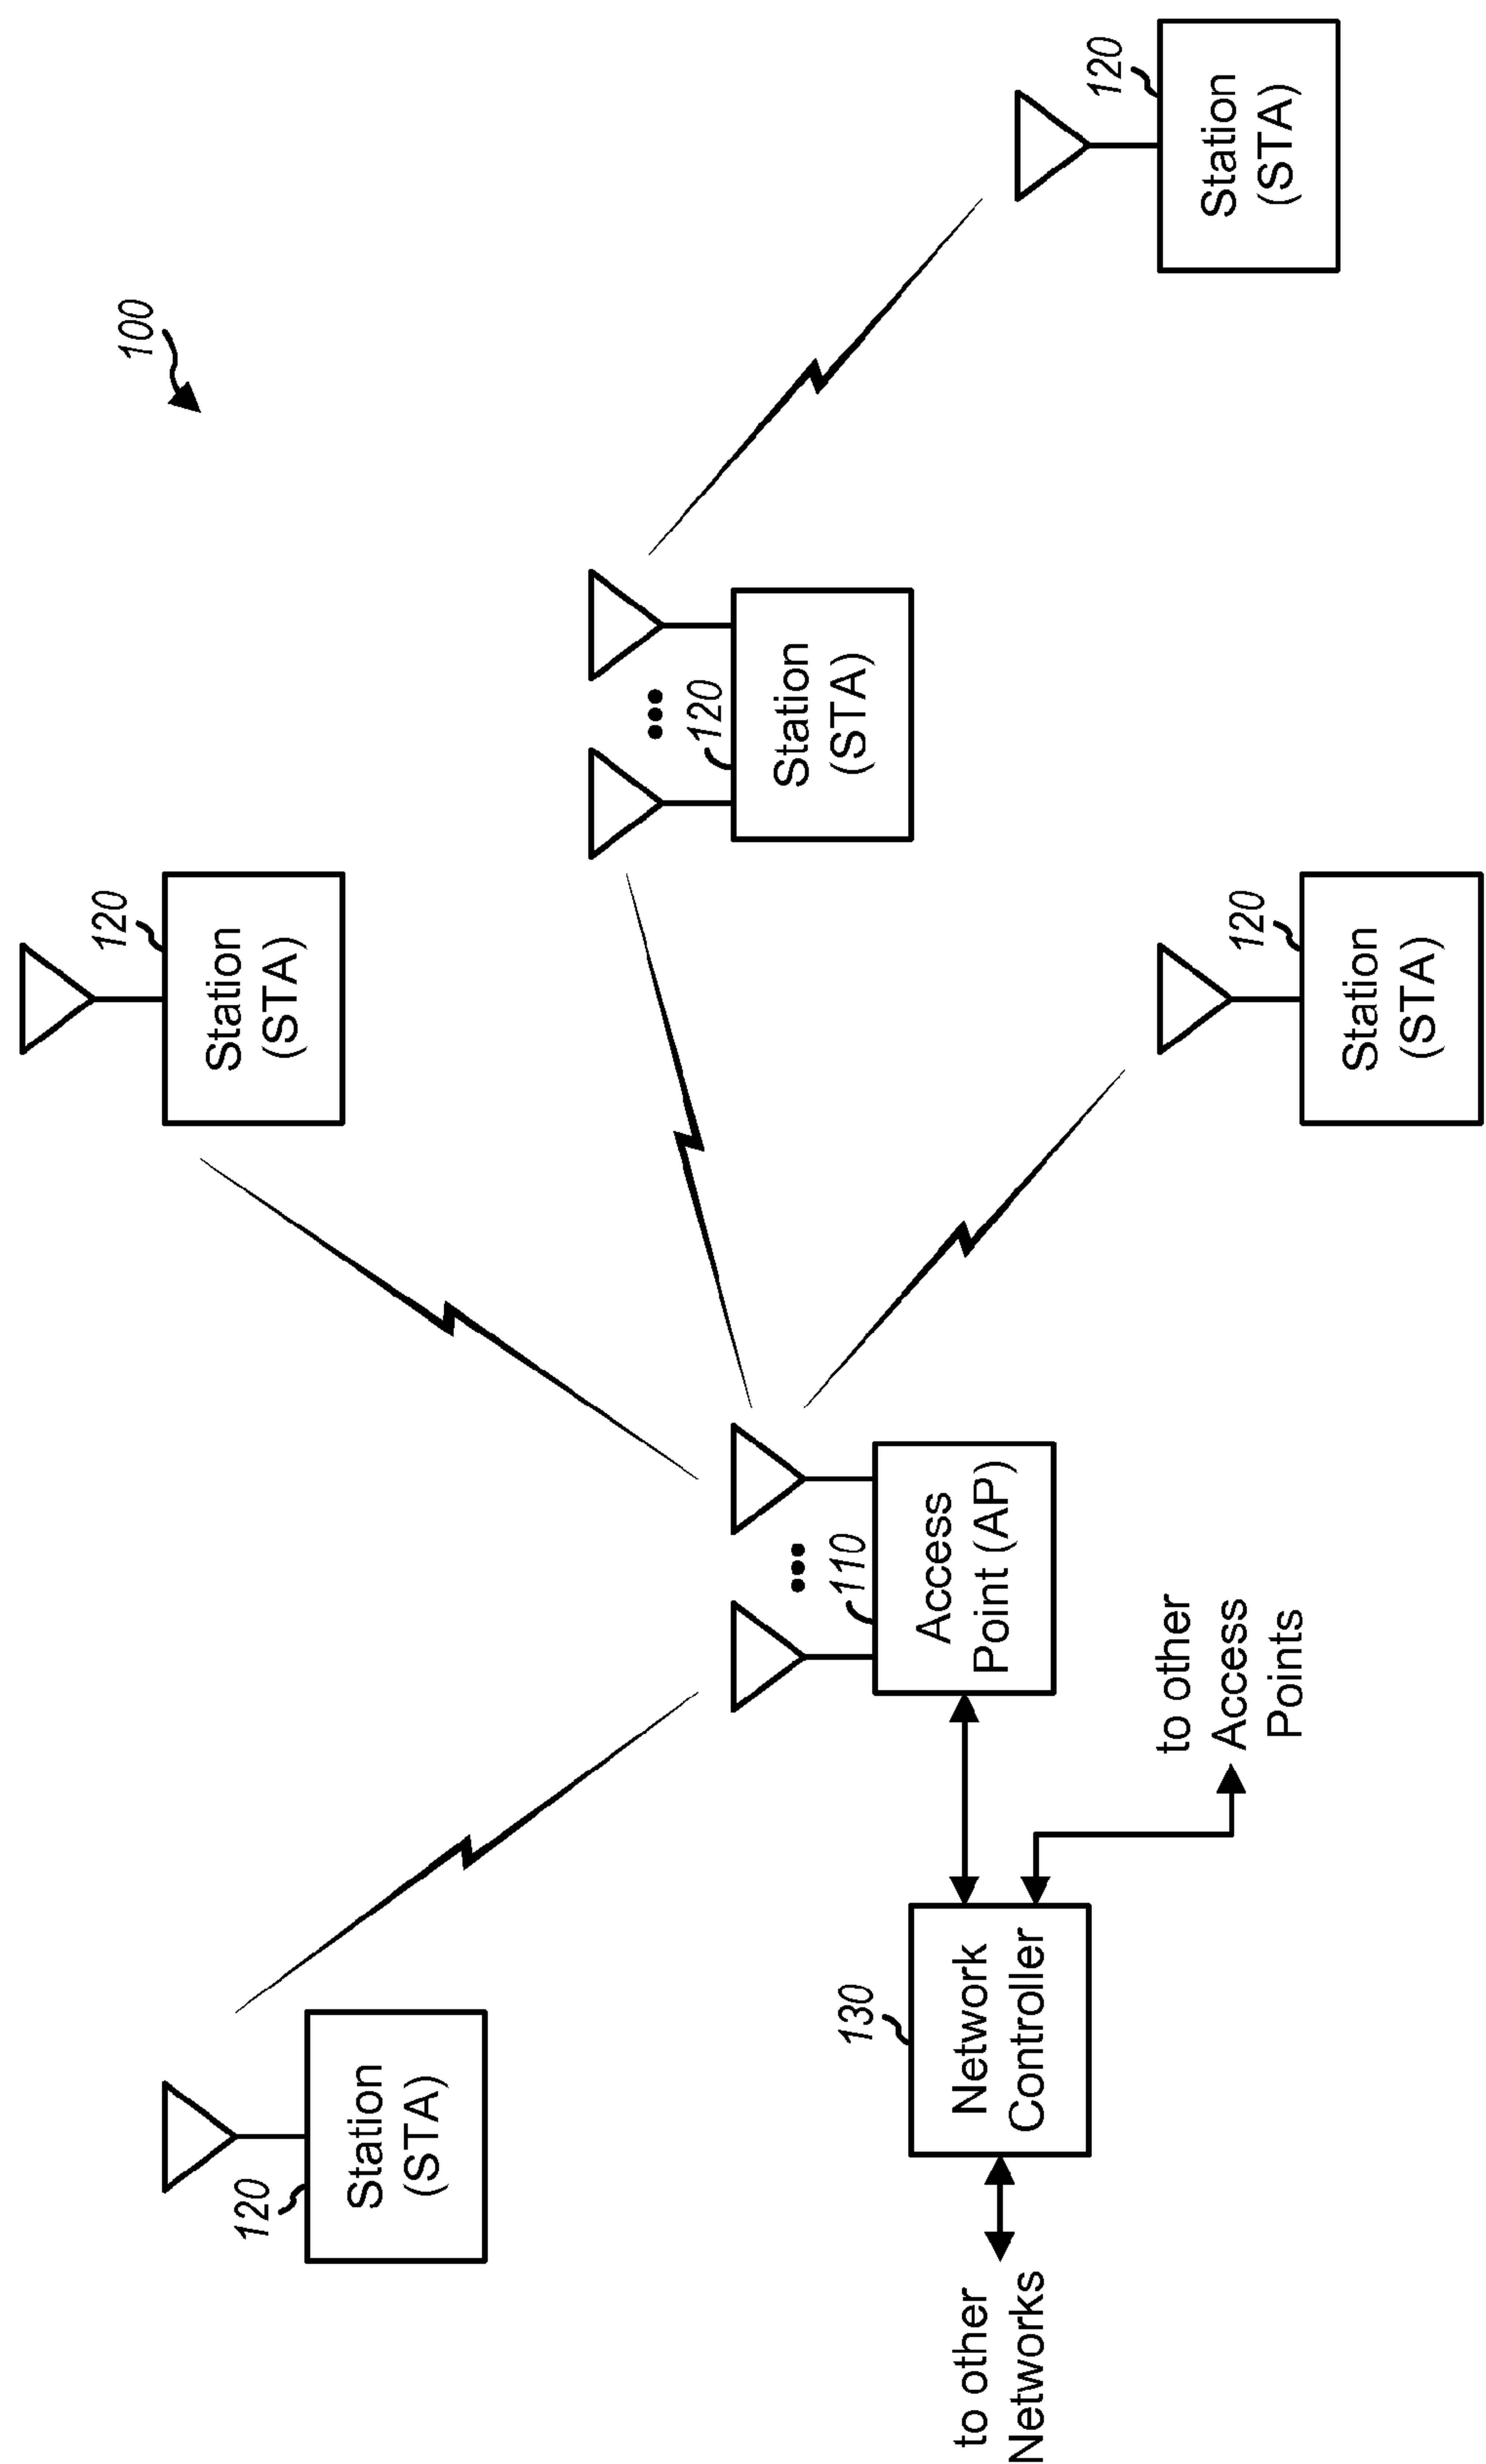 120
Station
(STA)
100
120
Station
(STA)
120
Station
(STA)
110
Access
Point (AP)
130
Network
Controller
to other
Networks
120
Station
(STA)
to other
Access
Points
120
Station
(STA)